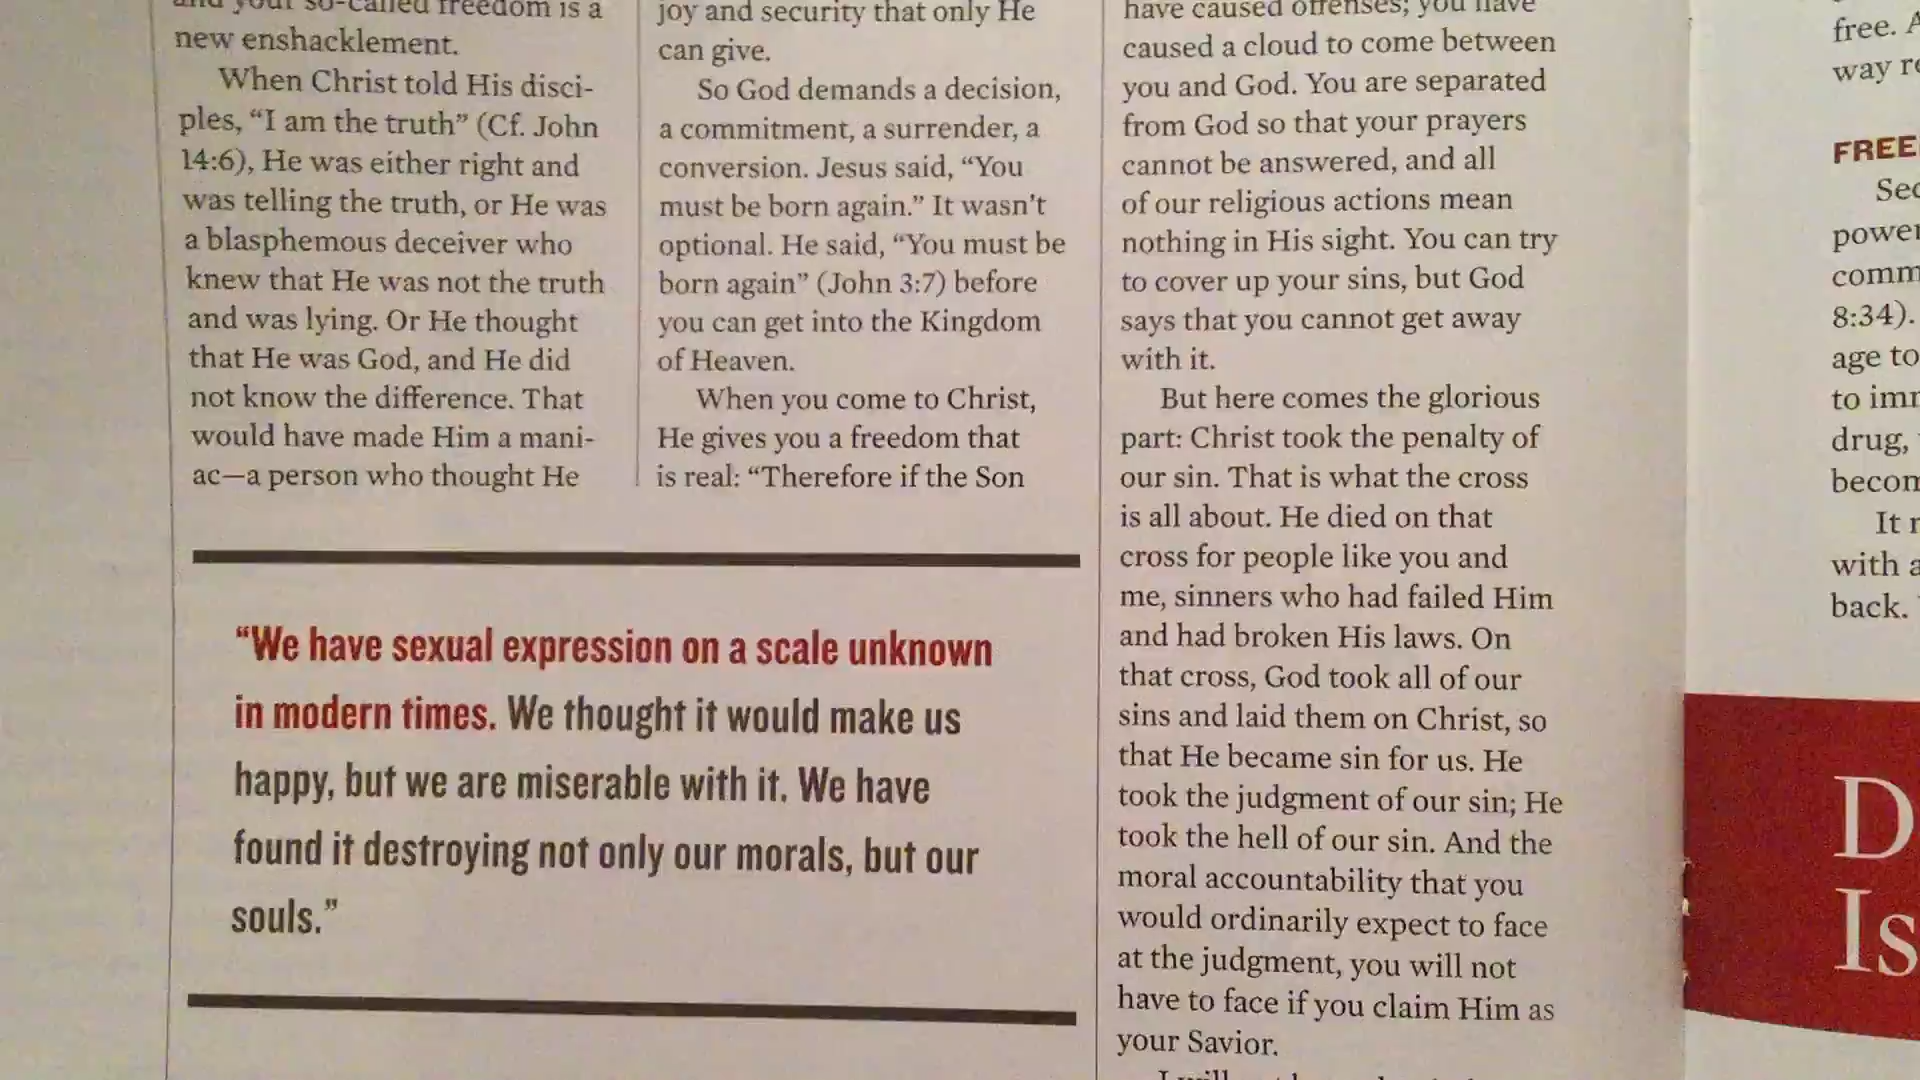 and your so-called freedom is a
new enshacklement.
When Christ told His disci-
ples, “I am the truth” (Cf. John
14:6), He was either right and
was telling the truth, or He was
a blasphemous deceiver who
knew that He was not the truth
and was lying. Or He thought
that He was God, and He did
not know the difference. That
would have made Him a mani-
ac—a person who thought He
joy and security that only He
can give.
So God demands a decision,
a commitment, a surrender, a
conversion. Jesus said, “You
must be born again.” It wasn’t
optional. He said, “You must be
born again” (John 3:7) before
you can get into the Kingdom
of Heaven.
When you come to Christ,
He gives you a freedom that
is real: “Therefore if the Son
“We have sexual expression on a scale unknown
in modern times. We thought it would make us
happy, but we are miserable with it. We have
found it destroying not only our morals, but our
souls.”
have caused offenses; you have
caused a cloud to come between
you and God. You are separated
from God so that your prayers
cannot be answered, and all
of our religious actions mean
nothing in His sight. You can try
to cover up your sins, but God
says that you cannot get away
with it.
But here comes the glorious
part: Christ took the penalty of
our sin. That is what the cross
is all about. He died on that
cross for people like you and
me, sinners who had failed Him
and had broken His laws. On
that cross, God took all of our
sins and laid them on Christ, so
that He became sin for us. He
took the judgment of our sin; He
took the hell of our sin. And the
moral accountability that you
would ordinarily expect to face
at the judgment, you will not
have to face if you claim Him as
your Savior.
I will
free. A
way re
FREE
Sec
power
comm
8:34).
age to
to imm
drug,
becom
It
with a
back.
D
Is